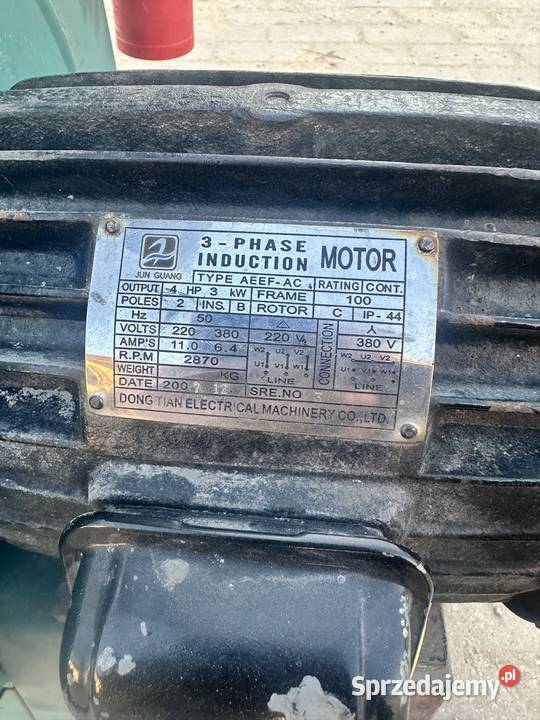 3-PHASE INDUCTION MOTOR
JUN GUANG
TYPE AEEF-AC RATING CONT.
OUTPUT 4 HP 3 kW FRAME 100
POLES 2 INS. B ROTOR C IP-44
Hz 50 △ 人
VOLTS 220 380 220 V CONNECTION 380 V
AMP'S 11.0 6.4 W2 U2 V2 W2 U2 V2
R.P.M 2870 U1 V1 W1 U1 V1 W1
WEIGHT KG LINE LINE
DATE 200 SRE.NO
DONG TIAN ELECTRICAL MACHINERY CO.,LTD.
Sprzedajemy.pl